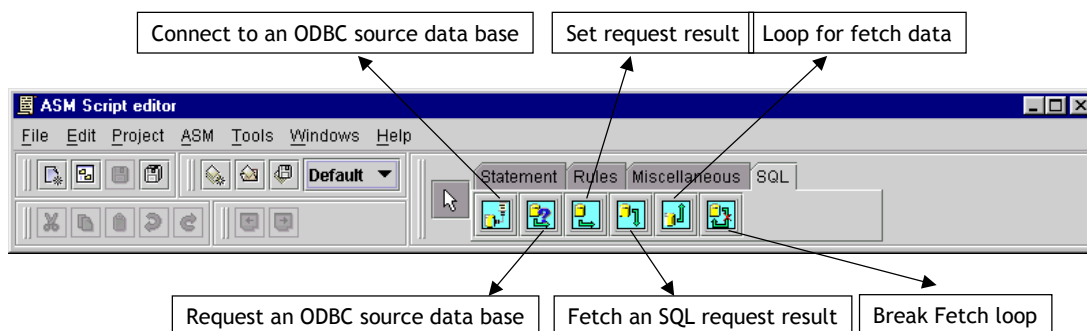 Connect to an ODBC source data base
Set request result
Loop for fetch data
ASM Script editor
File Edit Project ASM Tools Windows Help
Default
Statement Rules Miscellaneous SQL
Request an ODBC source data base
Fetch an SQL request result
Break Fetch loop